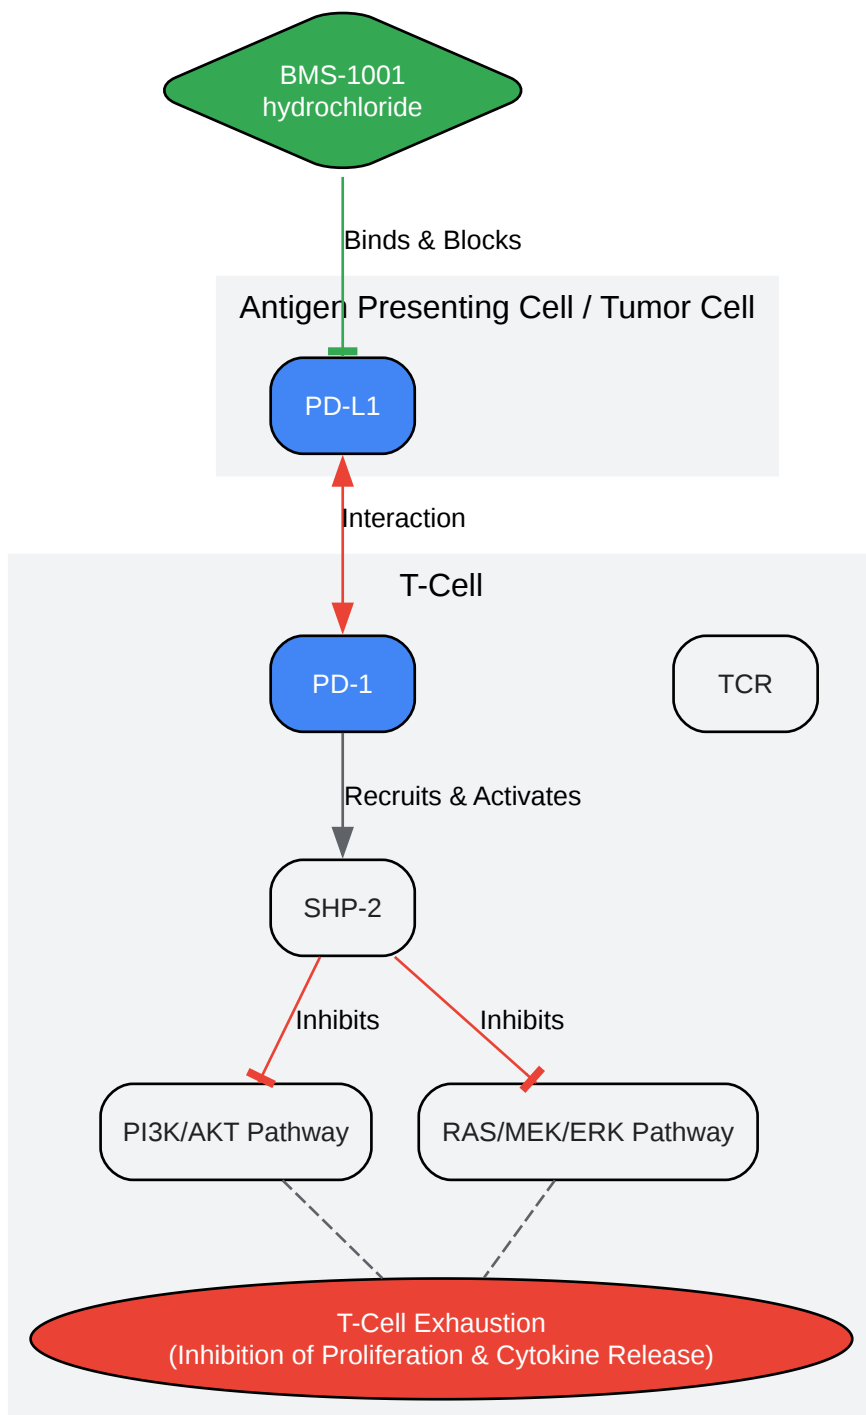 BMS-1001
hydrochloride
Binds & Blocks
Antigen Presenting Cell / Tumor Cell
PD-L1
Interaction
T-Cell
PD-1
TCR
Recruits & Activates
SHP-2
Inhibits
Inhibits
PI3K/AKT Pathway
RAS/MEK/ERK Pathway
T-Cell Exhaustion
(Inhibition of Proliferation & Cytokine Release)